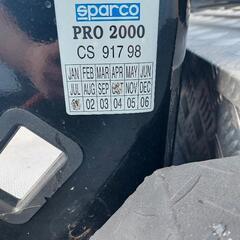 sparco
PRO 2000
CS 917 98
JAN FEB MAR APR MAY JUN
JUL AUG SEP NOV DEC
02 03 04 05 06